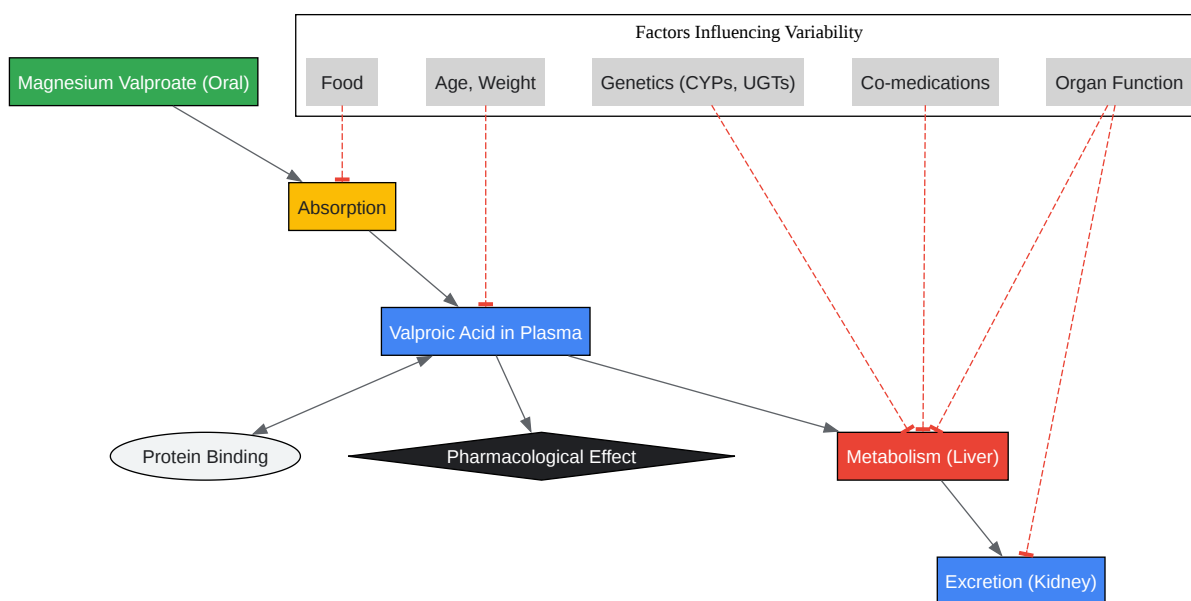 Factors Influencing Variability
Magnesium Valproate (Oral)
Food
Age, Weight
Genetics (CYPs, UGTs)
Co-medications
Organ Function
Absorption
Valproic Acid in Plasma
Protein Binding
Pharmacological Effect
Metabolism (Liver)
Excretion (Kidney)